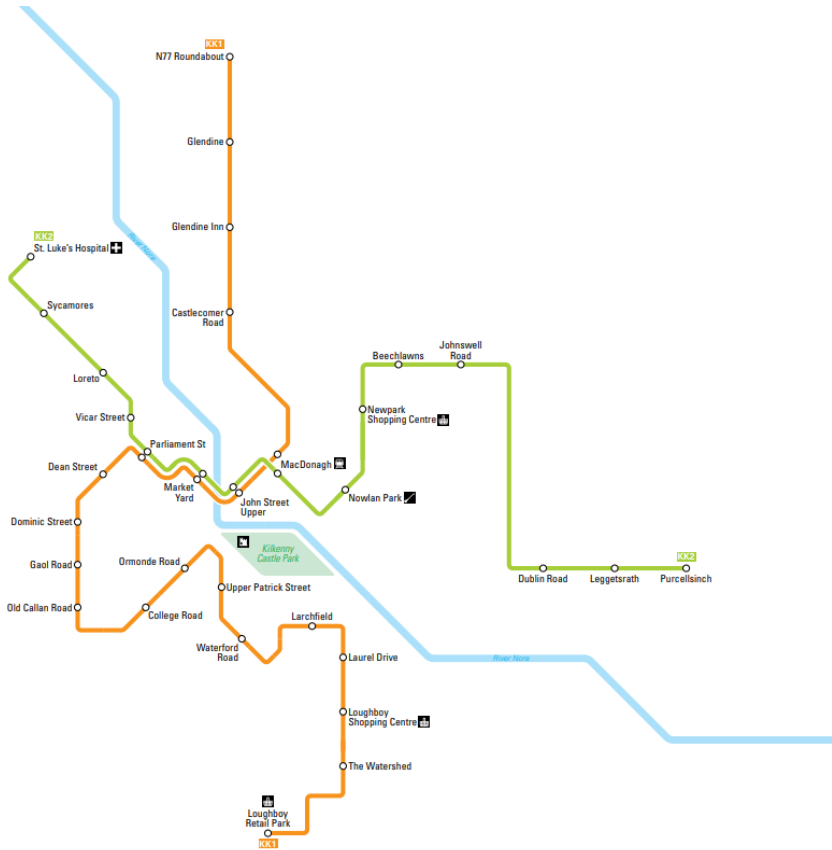 KK1
N77 Roundabout
Glendine
Glendine Inn
River Nore
KK2
St. Luke's Hospital
Sycamores
Castlecomer
Road
Loreto
Vicar Street
Beechlawns
Johnswell
Road
Newpark
Shopping Centre
Parliament St
Dean Street
MacDonagh
Market
Yard
John Street
Upper
Nowlan Park
Dominic Street
Kilkenny
Castle Park
Gaol Road
Ormonde Road
Upper Patrick Street
Old Callan Road
College Road
KK2
Dublin Road
Leggetsrath
Purcellsinch
Larchfield
Waterford
Road
Laurel Drive
River Nore
Loughboy
Shopping Centre
The Watershed
Loughboy
Retail Park
KK1